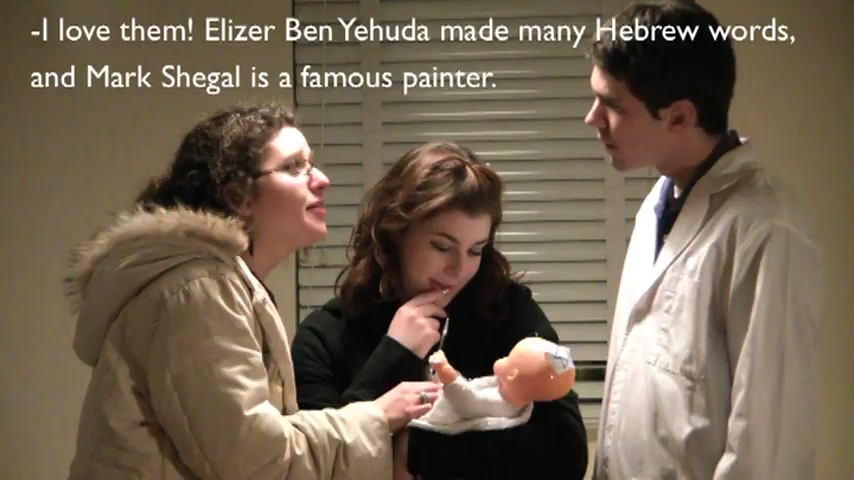 -I love them! Elizer Ben Yehuda made many Hebrew words,
and Mark Shegal is a famous painter.